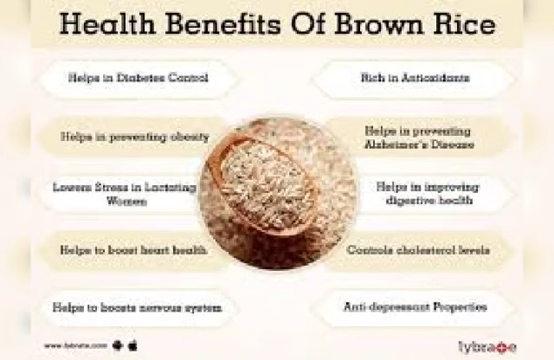 Health Benefits Of Brown Rice
Helps in Diabetes Control
Rich in Antioxidants
Helps in preventing obesity
Helps in preventing
Alzheimer's Disease
Lowers Stress in Lactating
Women
Helps in improving
digestive health
Helps to boost heart health
Controls cholesterol levels
Helps to boosts nervous system
Anti-depressant Properties
www.lybrate.com
lybrate